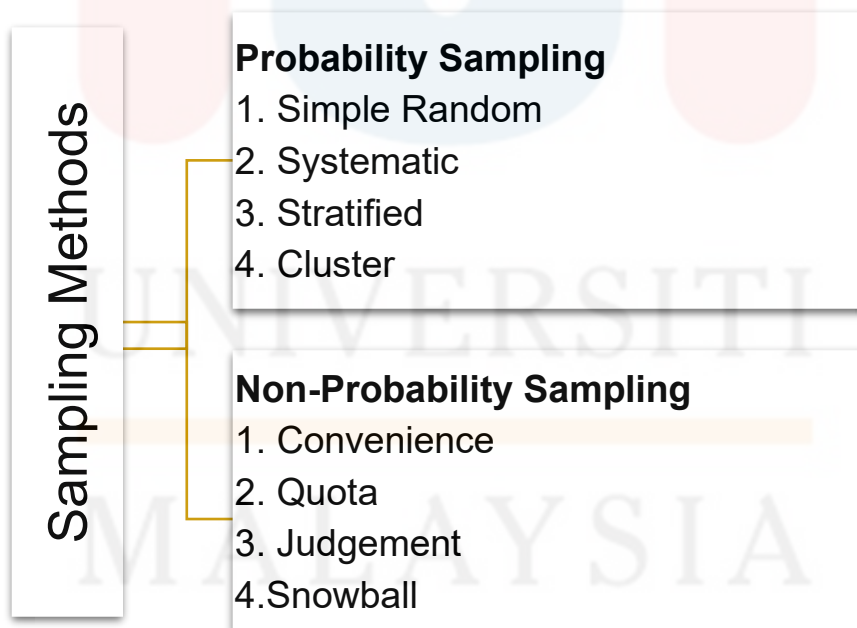 Sampling Methods
Probability Sampling
1. Simple Random
2. Systematic
3. Stratified
4. Cluster
UNIVERSITI
Non-Probability Sampling
1. Convenience
2. Quota
3. Judgement
4.Snowball
MALAYSIA